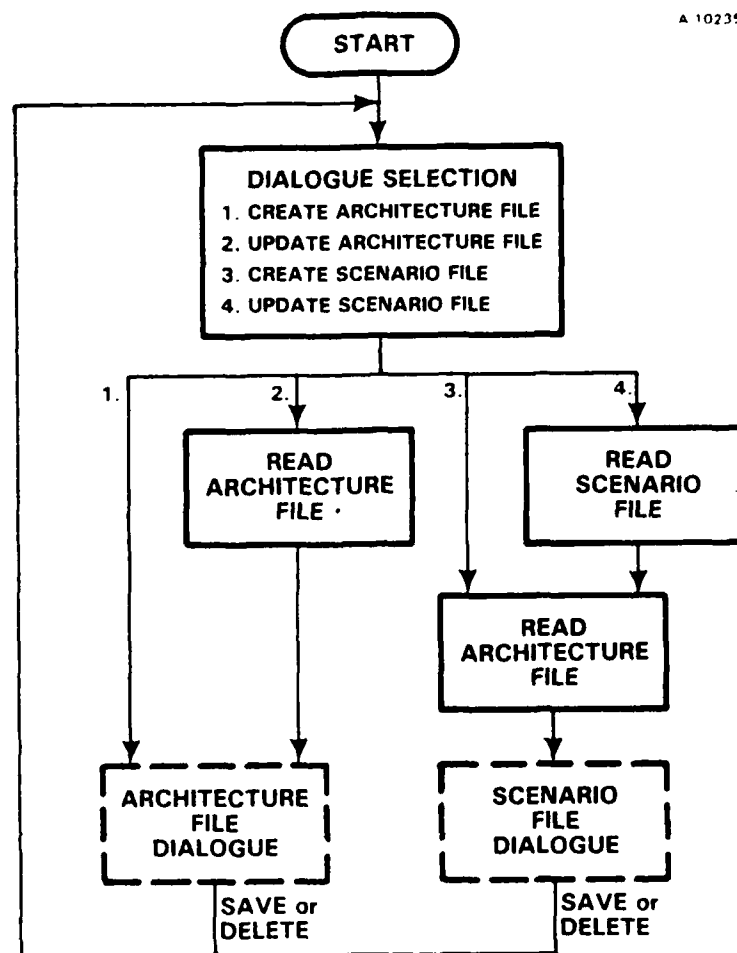 A 10239
START
DIALOGUE SELECTION
1. CREATE ARCHITECTURE FILE
2. UPDATE ARCHITECTURE FILE
3. CREATE SCENARIO FILE
4. UPDATE SCENARIO FILE
1.
2.
3.
4.
READ
ARCHITECTURE
FILE
READ
SCENARIO
FILE
READ
ARCHITECTURE
FILE
ARCHITECTURE
FILE
DIALOGUE
SCENARIO
FILE
DIALOGUE
SAVE or
DELETE
SAVE or
DELETE